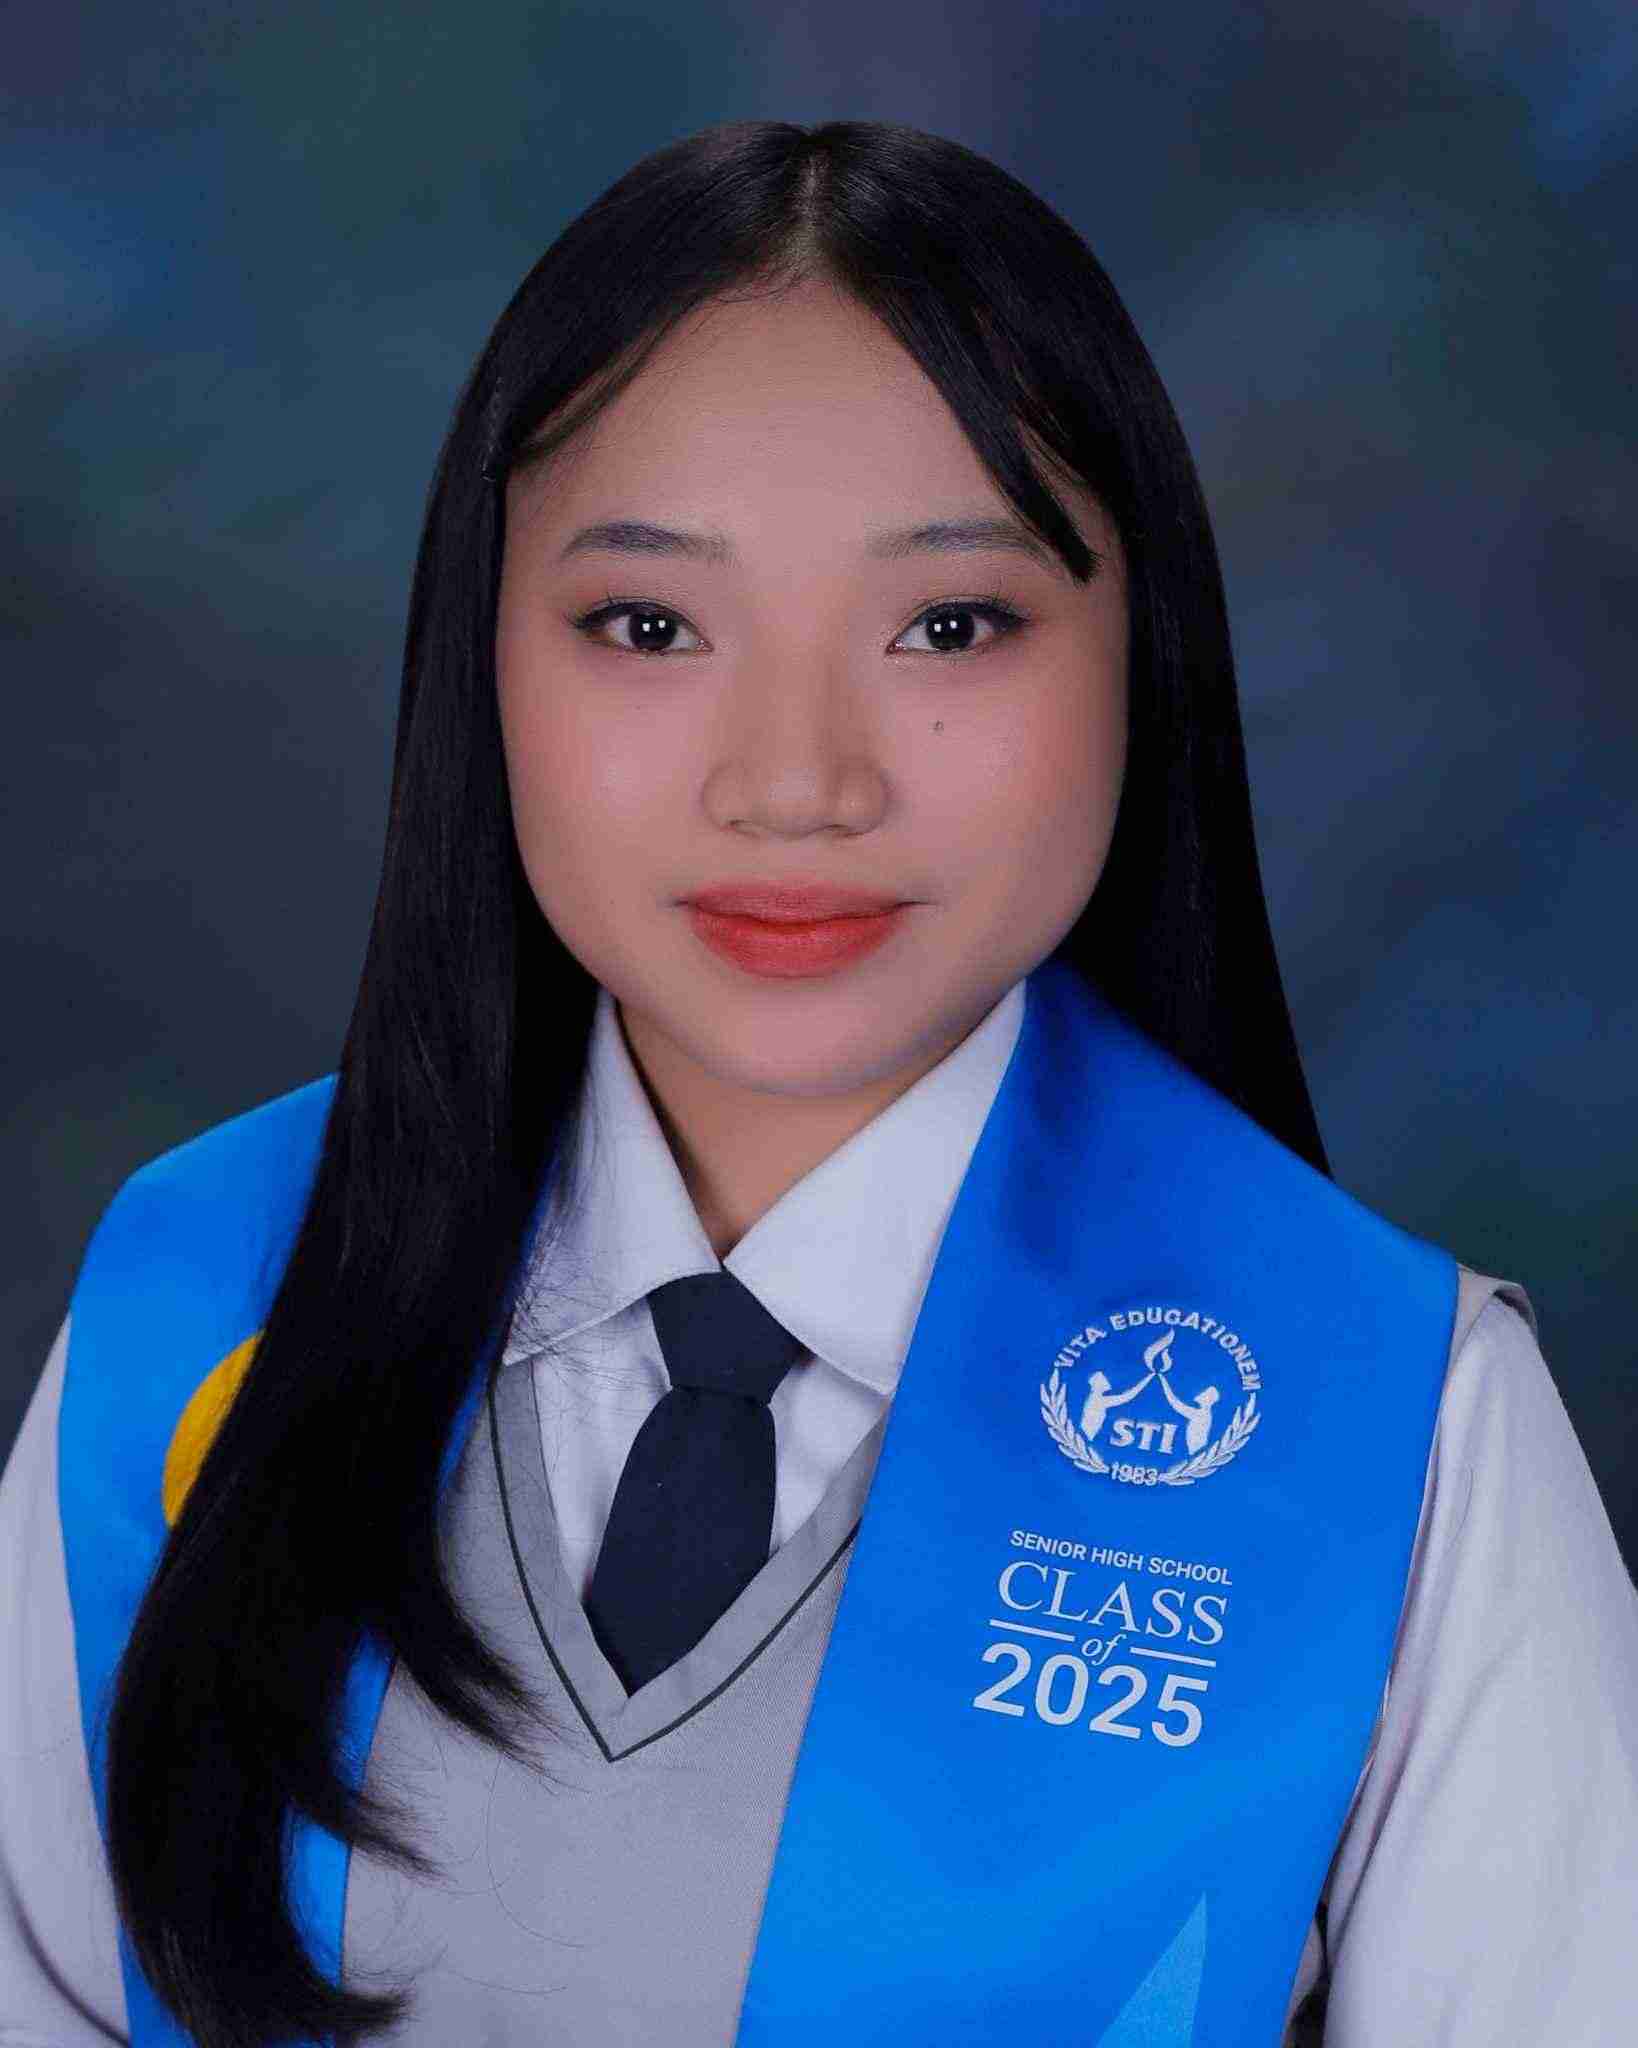 VITA EDUCATIONEM
STI
1983
SENIOR HIGH SCHOOL
CLASS
of
2025